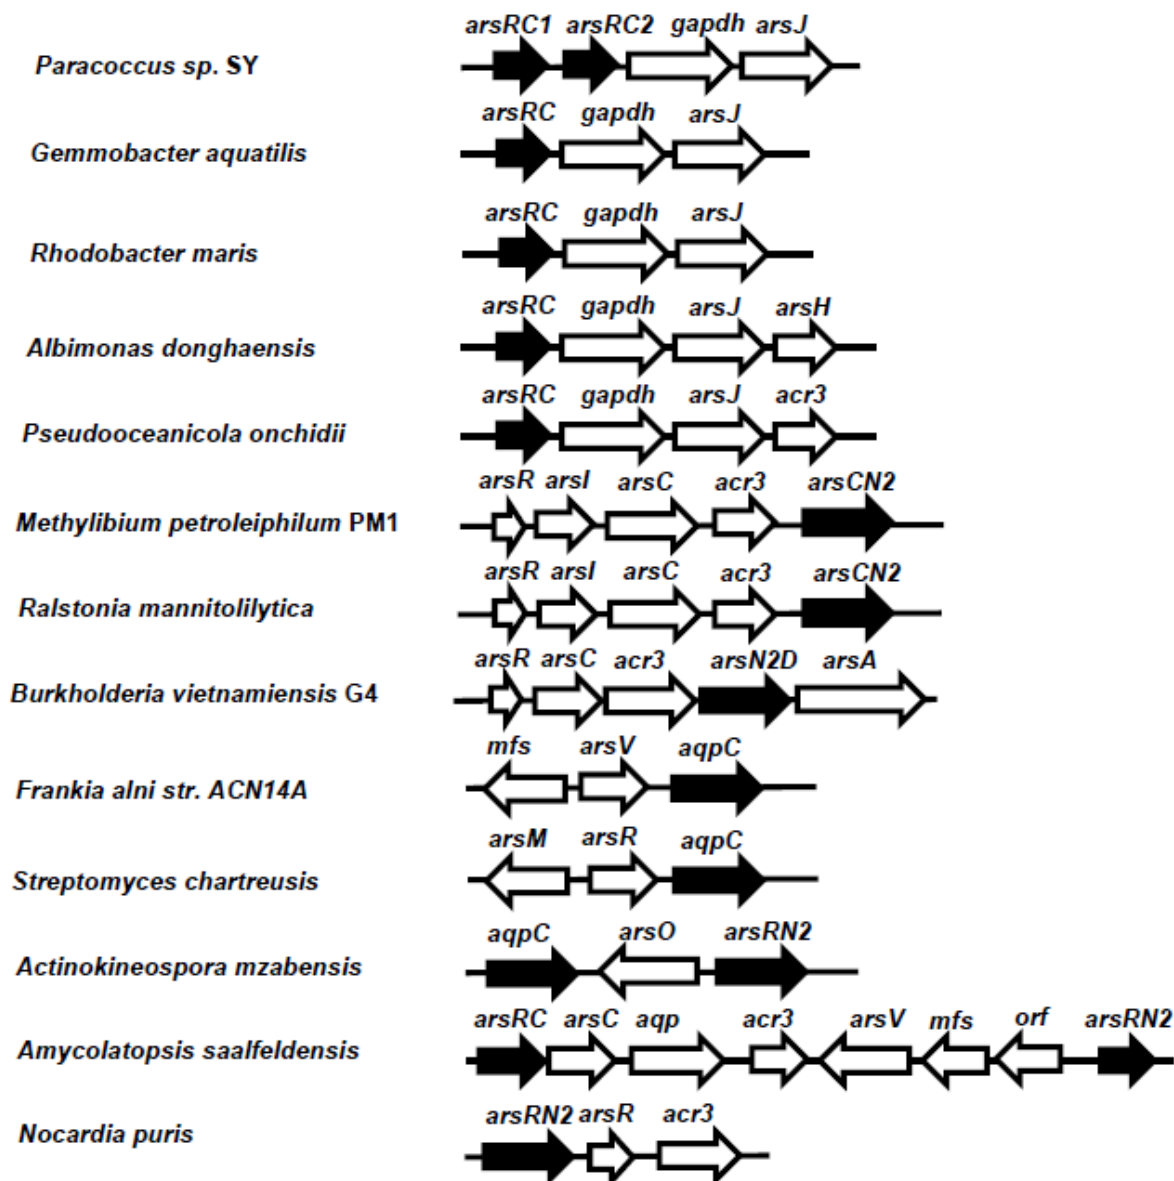 arsRC1 arsRC2 gapdh arsJ
Paracoccus sp. SY
arsRC gapdh arsJ
Gemmobacter aquatilis
arsRC gapdh arsJ
Rhodobacter maris
arsRC gapdh arsJ arsH
Albimonas donghaensis
arsRC gapdh arsJ acr3
Pseudooceanicola onchidii
arsR arsI arsC acr3 arsCN2
Methylibium petroleiphilum PM1
arsR arsI arsC acr3 arsCN2
Ralstonia mannitolilytica
arsR arsC acr3 arsN2D arsA
Burkholderia vietnamiensis G4
mfs arsV aqpC
Frankia alni str. ACN14A
arsM arsR aqpC
Streptomyces chartreusis
aqpC arsO arsRN2
Actinokineospora mzabensis
arsRC arsC aqp acr3 arsV mfs orf arsRN2
Amycolatopsis saalfeldensis
arsRN2 arsR acr3
Nocardia puris